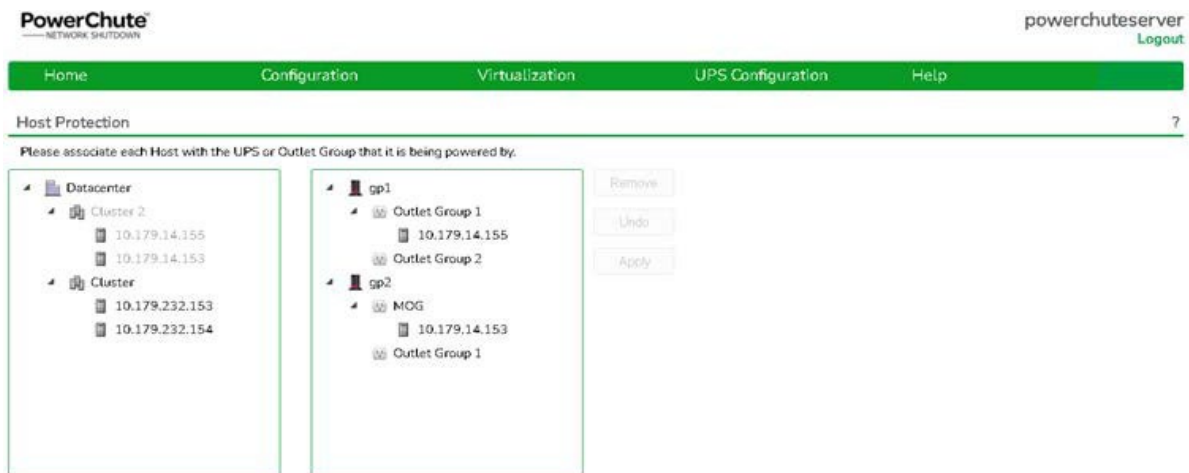 PowerChute
NETWORK SHUTDOWN
powerchuteserver
Logout
Home Configuration Virtualization UPS Configuration Help
Host Protection ?
Please associate each Host with the UPS or Outlet Group that it is being powered by.
Datacenter
Cluster 2
10.179.14.155
10.179.14.153
Cluster
10.179.232.153
10.179.232.154
gp1
Outlet Group 1
10.179.14.155
Outlet Group 2
gp2
MOG
10.179.14.153
Outlet Group 1
Remove
Undo
Apply